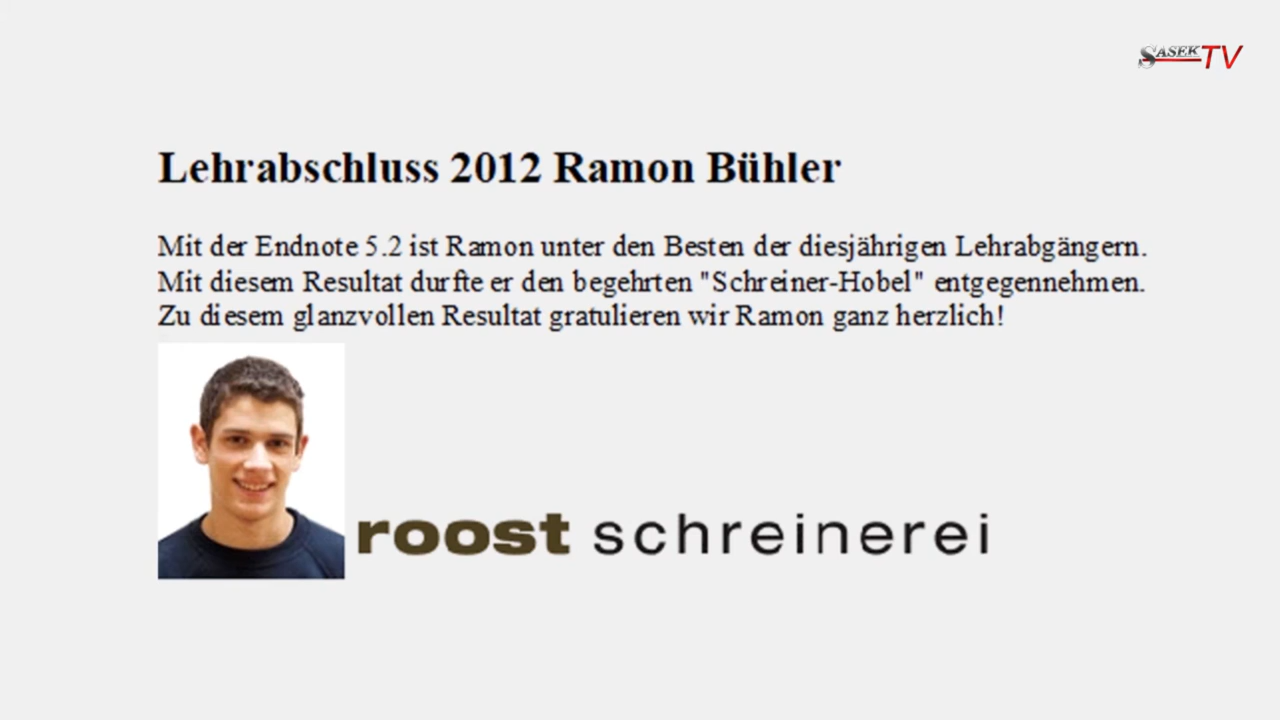 SASEK TV
Lehrabschluss 2012 Ramon Bühler
Mit der Endnote 5.2 ist Ramon unter den Besten der diesjährigen Lehrabgängern.
Mit diesem Resultat durfte er den begehrten "Schreiner-Hobel" entgegennehmen.
Zu diesem glanzvollen Resultat gratulieren wir Ramon ganz herzlich!
roost schreinerei